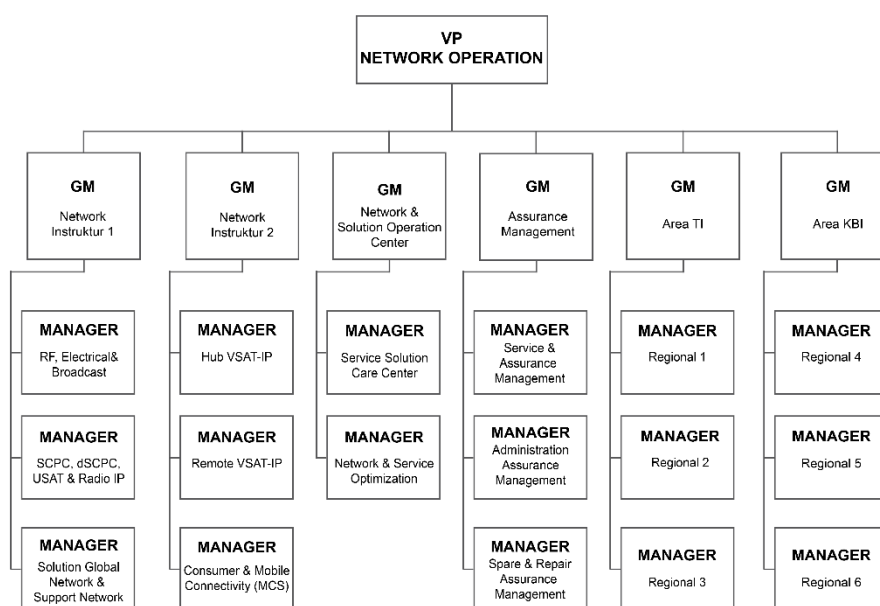 VP
NETWORK OPERATION
GM
Network
Instruktur 1
GM
Network
Instruktur 2
GM
Network &
Solution Operation
Center
GM
Assurance
Management
GM
Area TI
GM
Area KBI
MANAGER
RF, Electrical&
Broadcast
MANAGER
Hub VSAT-IP
MANAGER
Service Solution
Care Center
MANAGER
Service &
Assurance
Management
MANAGER
Regional 1
MANAGER
Regional 4
MANAGER
SCPC, dSCPC,
USAT & Radio IP
MANAGER
Remote VSAT-IP
MANAGER
Network & Service
Optimization
MANAGER
Administration
Assurance
Management
MANAGER
Regional 2
MANAGER
Regional 5
MANAGER
Solution Global
Network &
Support Network
MANAGER
Consumer & Mobile
Connectivity (MCS)
MANAGER
Spare & Repair
Assurance
Management
MANAGER
Regional 3
MANAGER
Regional 6